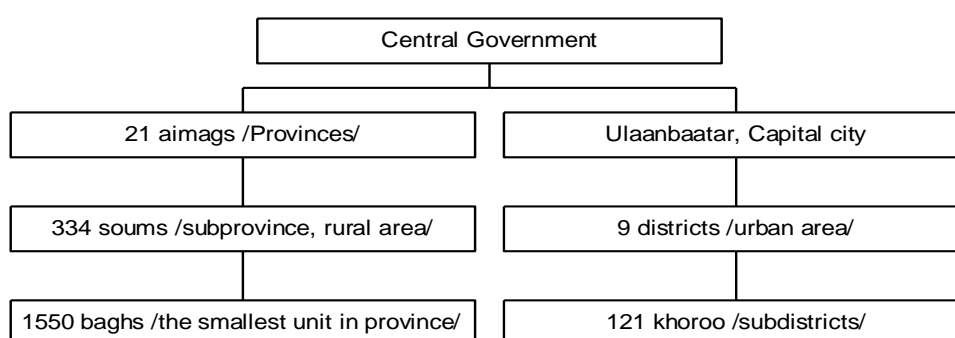 Central Government
21 aimags /Provinces/
Ulaanbaatar, Capital city
334 soums /subprovince, rural area/
9 districts /urban area/
1550 baghs /the smallest unit in province/
121 khoroo /subdistricts/